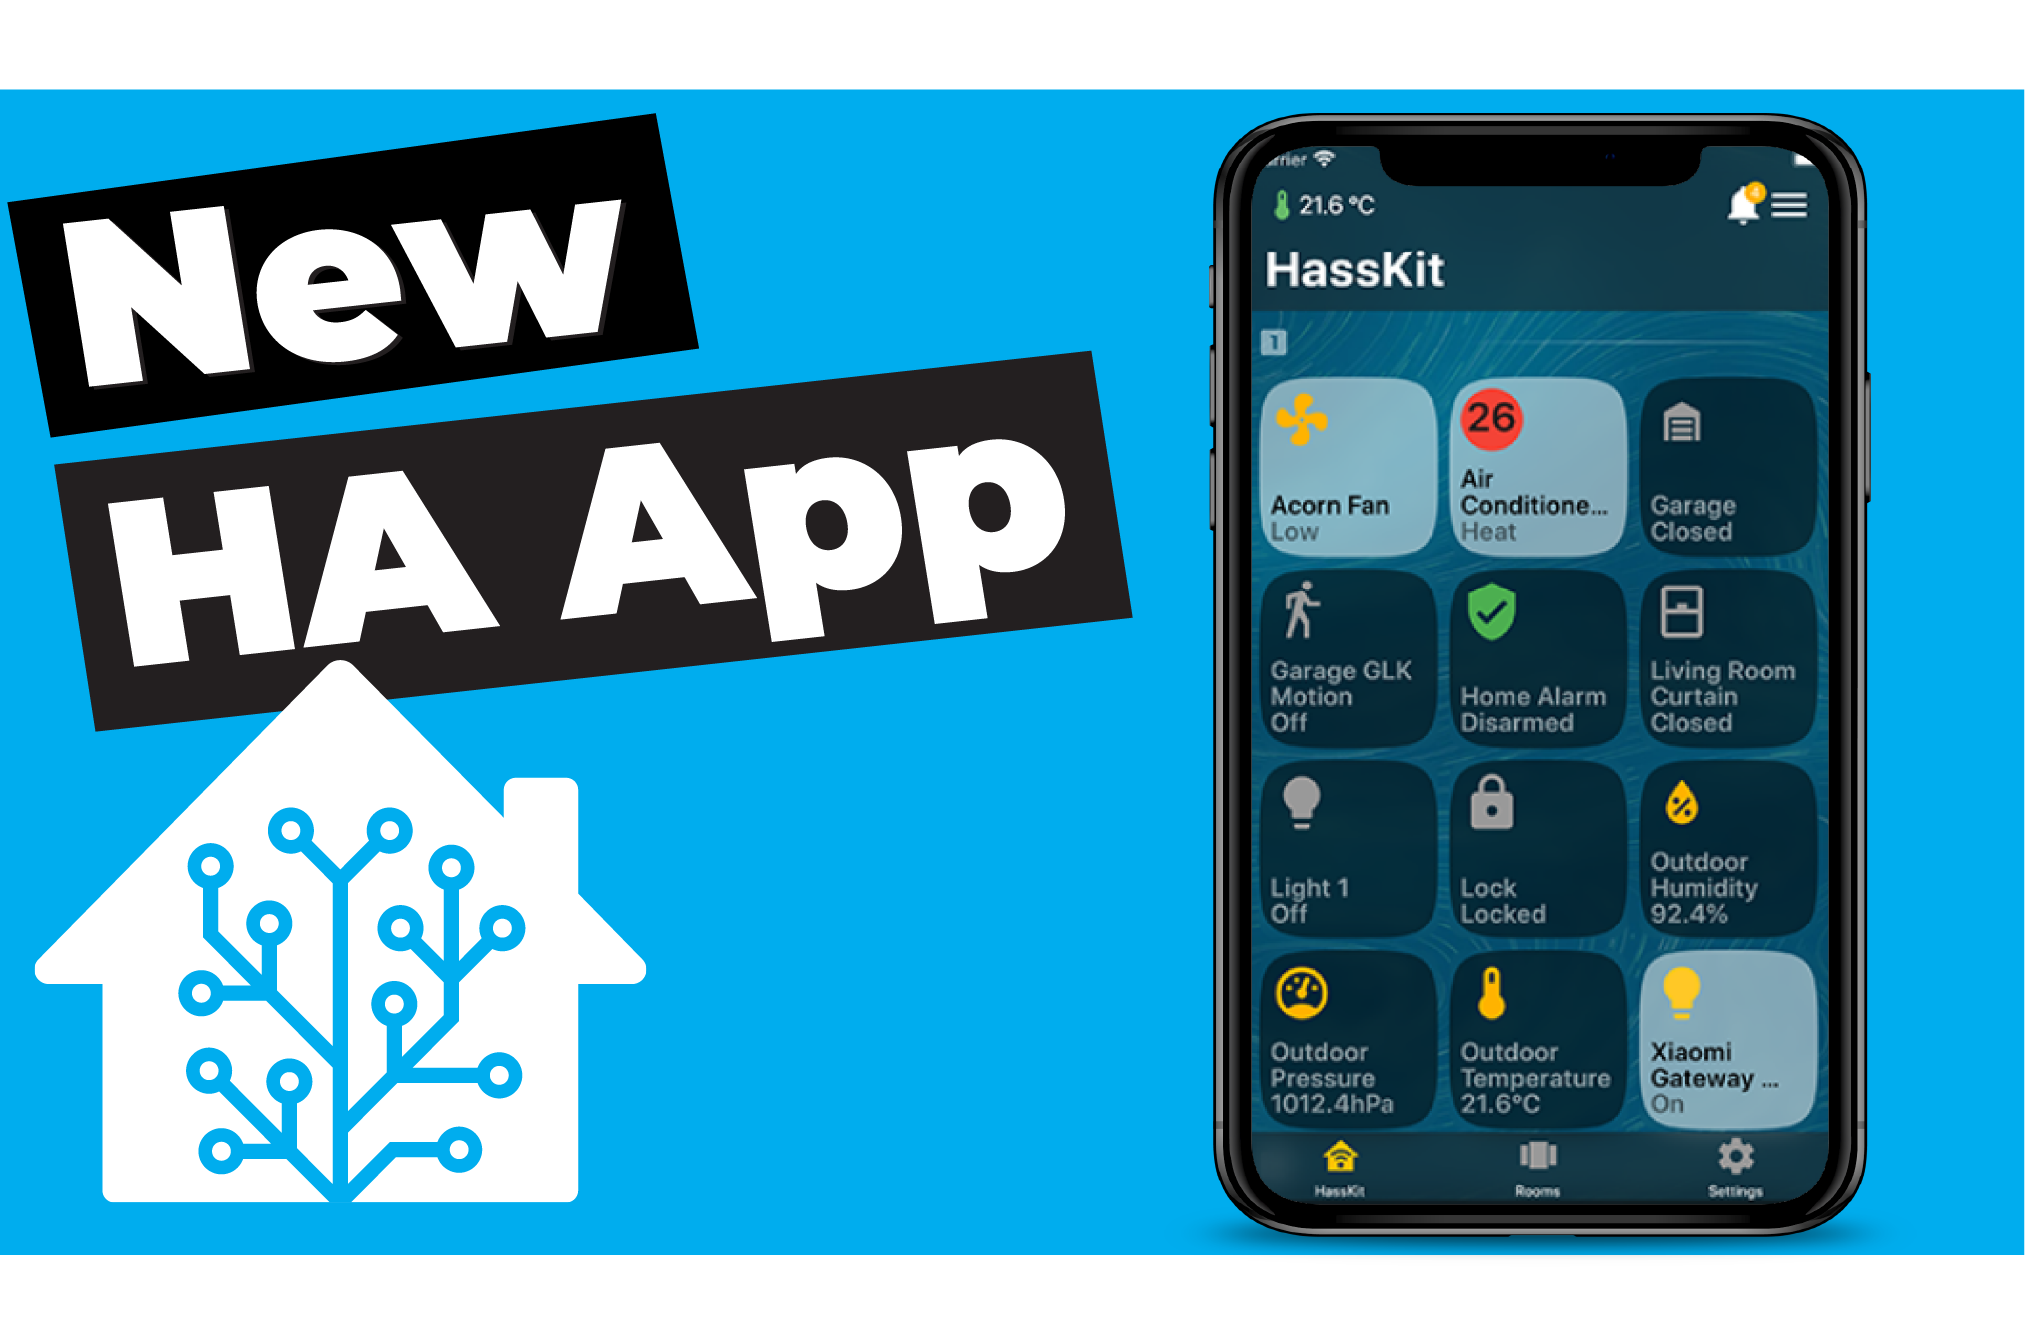 New
HA App
21.6 °C
4
HassKit
1
Acorn Fan
Low
26
Air
Conditione...
Heat
Garage
Closed
Garage GLK
Motion
Off
Home Alarm
Disarmed
Living Room
Curtain
Closed
Light 1
Off
Lock
Locked
Outdoor
Humidity
92.4%
Outdoor
Pressure
1012.4hPa
Outdoor
Temperature
21.6°C
Xiaomi
Gateway ...
On
HassKit
Rooms
Settings